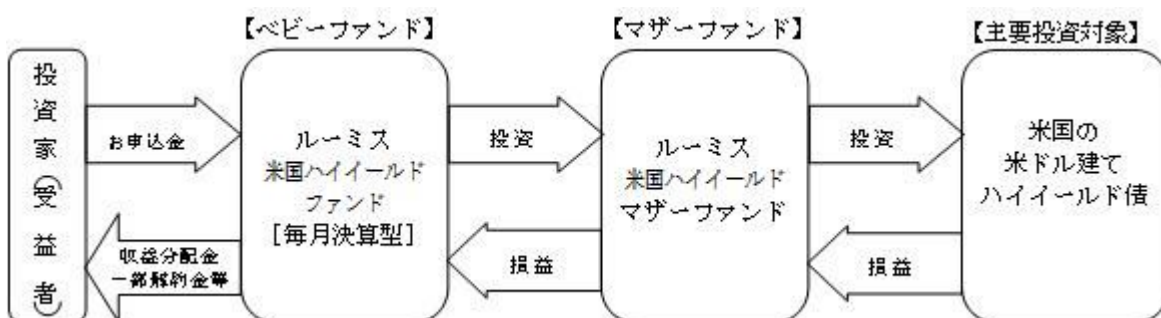 【ベビーファンド】
【マザーファンド】
【主要投資対象】
投資家(受益者)
お申込金
ルーミス
米国ハイイールド
ファンド
[毎月決算型]
投資
ルーミス
米国ハイイールド
マザーファンド
投資
米国の
米ドル建て
ハイイールド債
収益分配金
一部解約金等
損益
損益